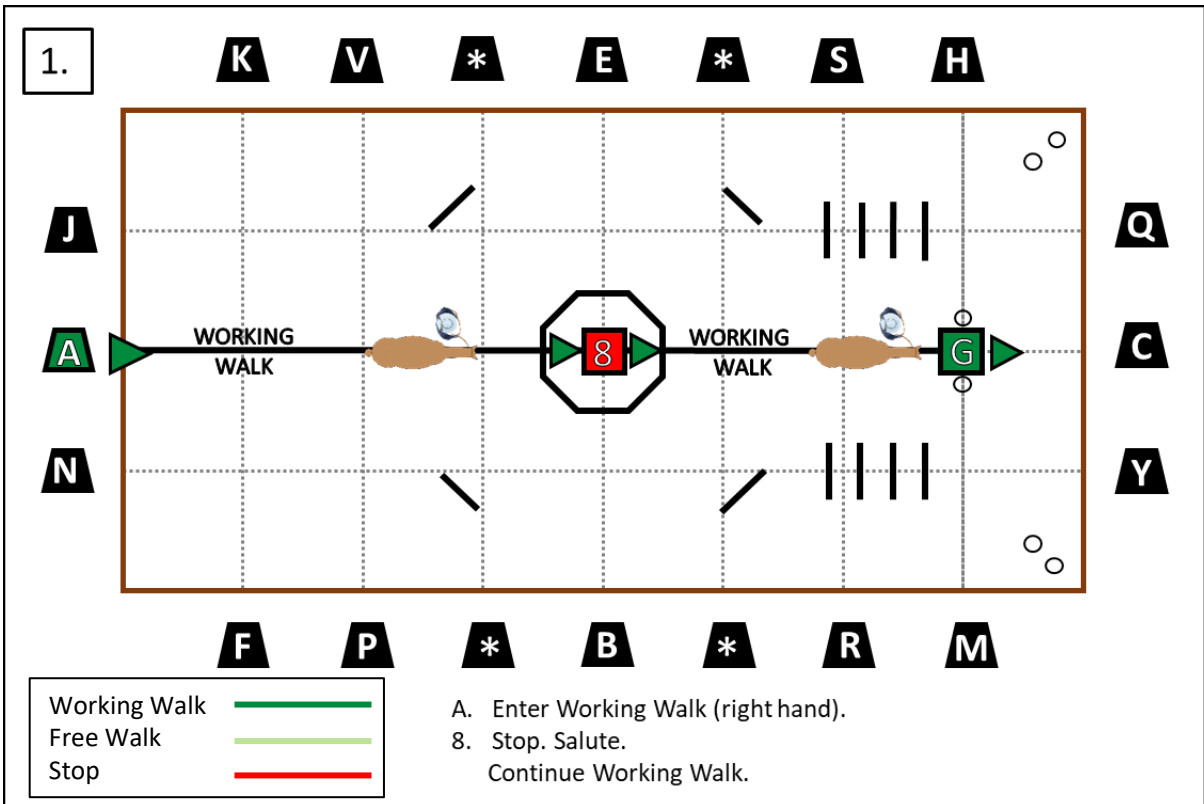 1.
K V * E * S H
J
Q
WORKING
WALK
WORKING
WALK
A
8
G
C
N
Y
F P * B * R M
Working Walk
Free Walk
Stop
A. Enter Working Walk (right hand).
8. Stop. Salute.
Continue Working Walk.